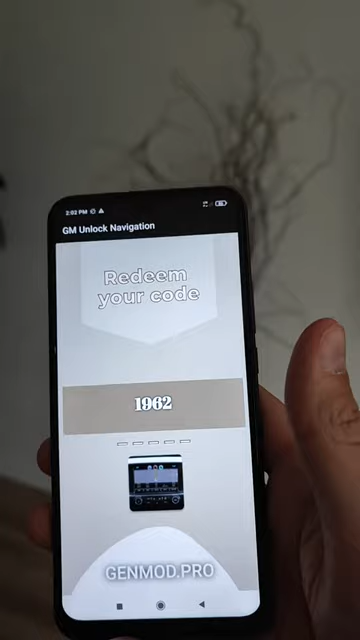 2:02 PM
GM Unlock Navigation
Redeem
your code
1962
GENMOD.PRO